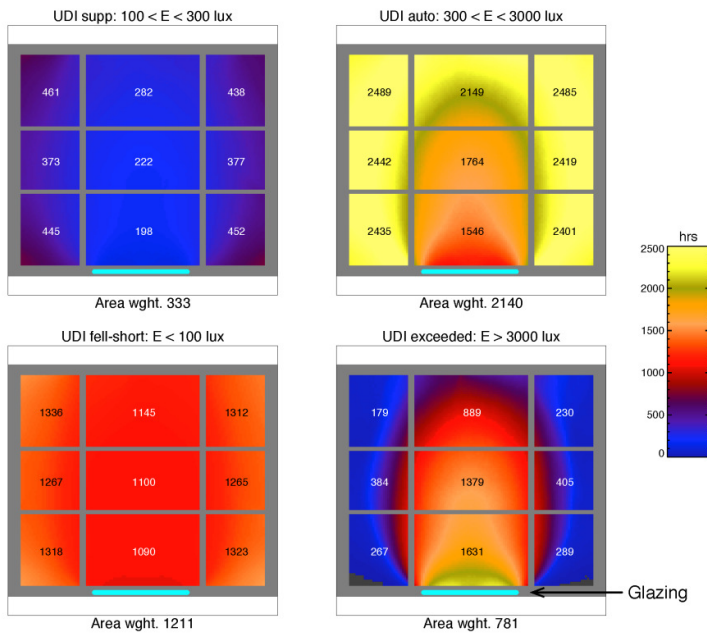 UDI supp: 100 < E < 300 lux
461 282 438
373 222 377
445 198 452
Area wght. 333
UDI auto: 300 < E < 3000 lux
2489 2149 2485
2442 1764 2419
2435 1546 2401
Area wght. 2140
hrs
2500
2000
1500
1000
500
0
UDI fell-short: E < 100 lux
1336 1145 1312
1267 1100 1265
1318 1090 1323
Area wght. 1211
UDI exceeded: E > 3000 lux
179 889 230
384 1379 405
267 1631 289
Area wght. 781
Glazing